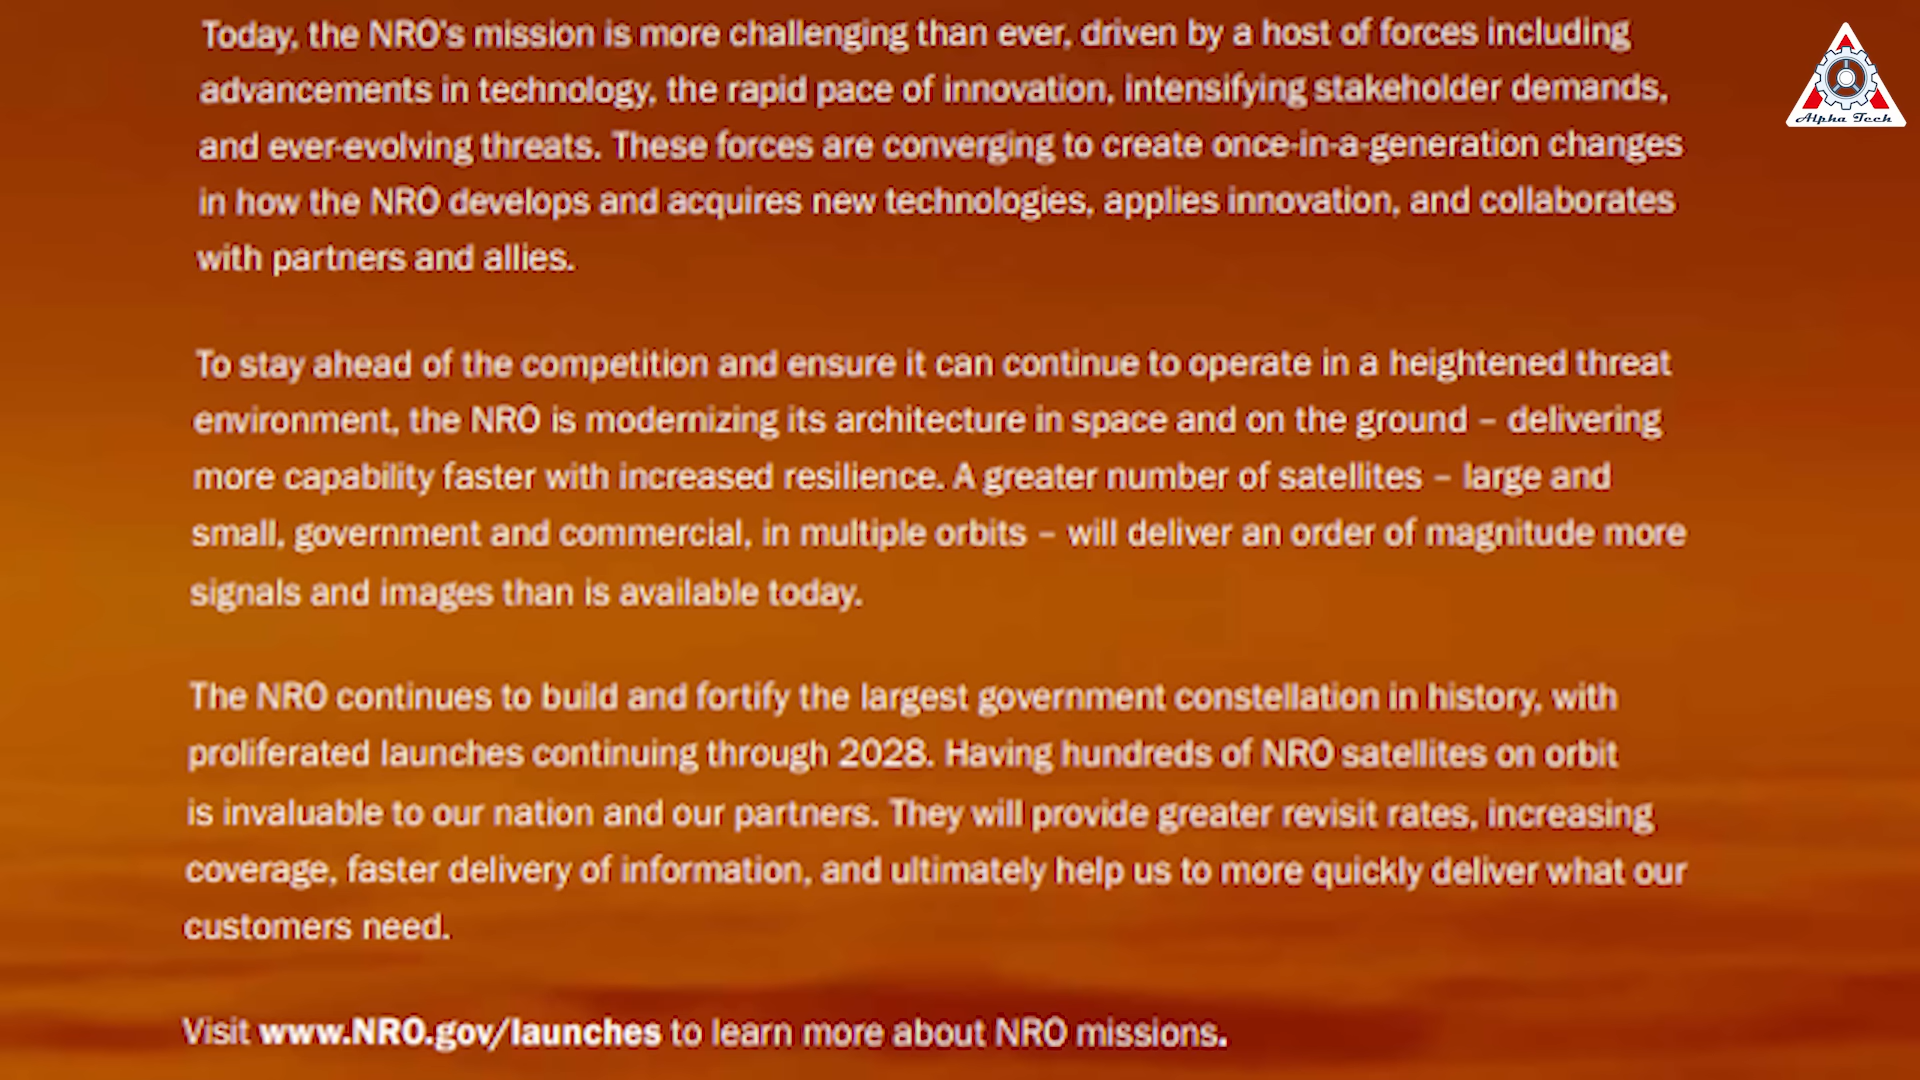 Today, the NRO's mission is more challenging than ever, driven by a host of forces including
advancements in technology, the rapid pace of innovation, intensifying stakeholder demands,
and ever-evolving threats. These forces are converging to create once-in-a-generation changes
in how the NRO develops and acquires new technologies, applies innovation, and collaborates
with partners and allies.
To stay ahead of the competition and ensure it can continue to operate in a heightened threat
environment, the NRO is modernizing its architecture in space and on the ground – delivering
more capability faster with increased resilience. A greater number of satellites – large and
small, government and commercial, in multiple orbits – will deliver an order of magnitude more
signals and images than is available today.
The NRO continues to build and fortify the largest government constellation in history, with
proliferated launches continuing through 2028. Having hundreds of NRO satellites on orbit
is invaluable to our nation and our partners. They will provide greater revisit rates, increasing
coverage, faster delivery of information, and ultimately help us to more quickly deliver what our
customers need.
Visit www.NRO.gov/launches to learn more about NRO missions.
Alpha Tech